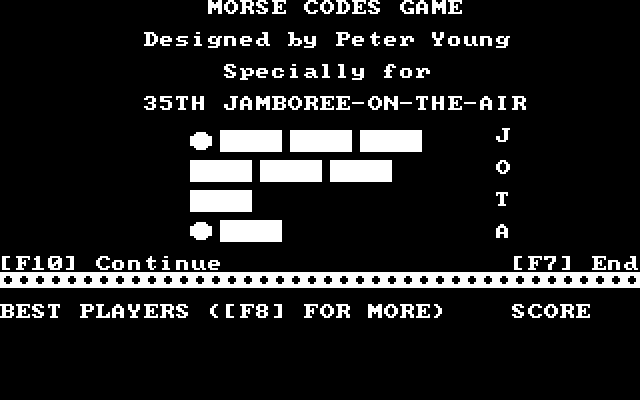 MORSE CODES GAME
Designed by Peter Young
Specially for
35TH JAMBOREE-ON-THE-AIR
J
O
T
A
[F10] Continue [F7] End
BEST PLAYERS ([F8] FOR MORE) SCORE